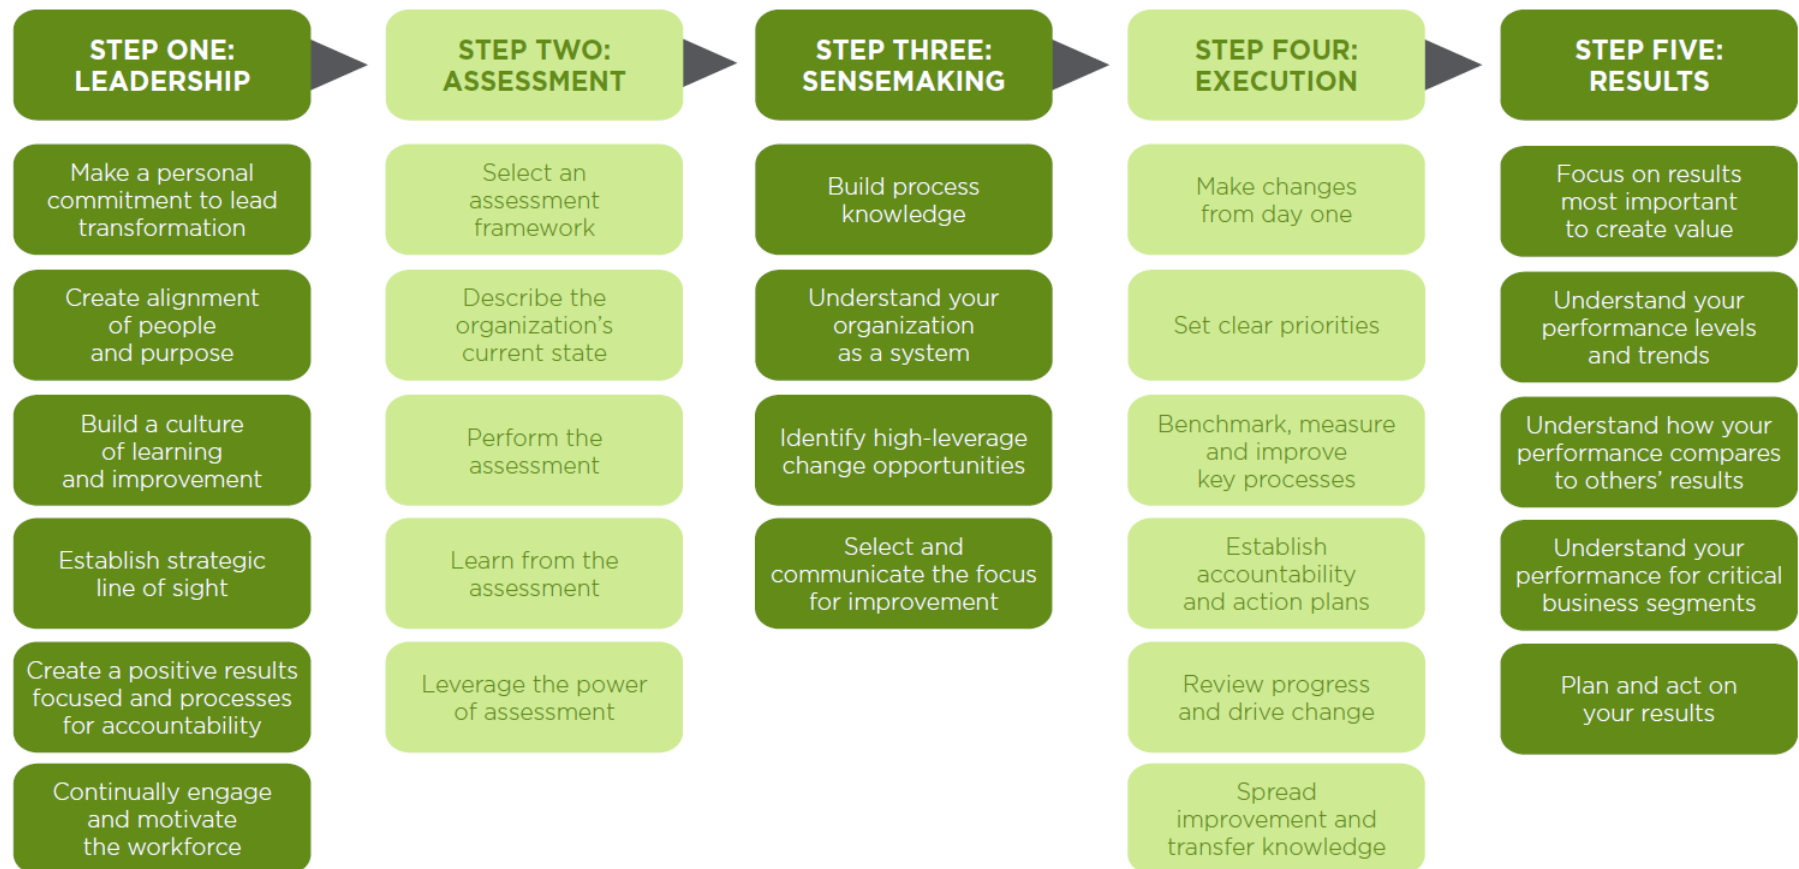 STEP ONE:
LEADERSHIP
Make a personal
commitment to lead
transformation
Create alignment
of people
and purpose
Build a culture
of learning
and improvement
Establish strategic
line of sight
Create a positive results
focused and processes
for accountability
Continually engage
and motivate
the workforce
STEP TWO:
ASSESSMENT
Select an
assessment
framework
Describe the
organization's
current state
Perform the
assessment
Learn from the
assessment
Leverage the power
of assessment
STEP THREE:
SENSEMAKING
Build process
knowledge
Understand your
organization
as a system
Identify high-leverage
change opportunities
Select and
communicate the focus
for improvement
STEP FOUR:
EXECUTION
Make changes
from day one
Set clear priorities
Benchmark, measure
and improve
key processes
Establish
accountability
and action plans
Review progress
and drive change
Spread
improvement and
transfer knowledge
STEP FIVE:
RESULTS
Focus on results
most important
to create value
Understand your
performance levels
and trends
Understand how your
performance compares
to others' results
Understand your
performance for critical
business segments
Plan and act on
your results